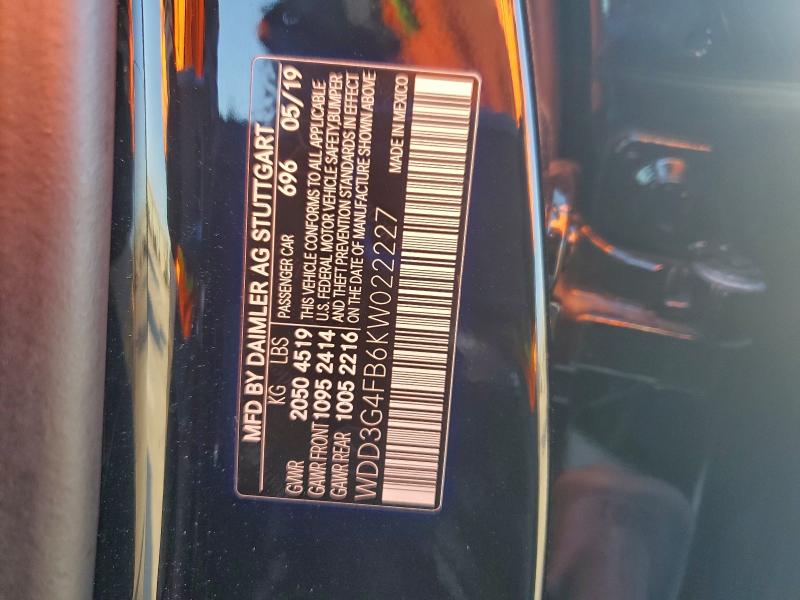 MFD BY DAIMLER AG STUTTGART
KG LBS
PASSENGER CAR 696 05/19
GVWR 2050 4519
GAWR FRONT 1095 2414
GAWR REAR 1005 2216
THIS VEHICLE CONFORMS TO ALL APPLICABLE
U.S. FEDERAL MOTOR VEHICLE SAFETY,BUMPER
AND THEFT PREVENTION STANDARDS IN EFFECT
ON THE DATE OF MANUFACTURE SHOWN ABOVE
WDD3G4FB6KW022227
MADE IN MEXICO